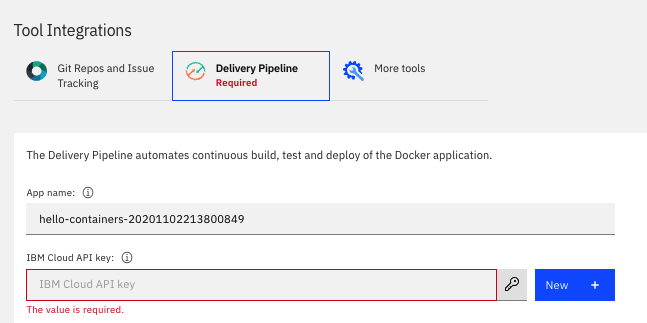 Tool Integrations
Git Repos and Issue
Tracking
Delivery Pipeline
Required
More tools
The Delivery Pipeline automates continuous build, test and deploy of the Docker application.
App name:
hello-containers-20201102213800849
IBM Cloud API key:
IBM Cloud API key
New +
The value is required.